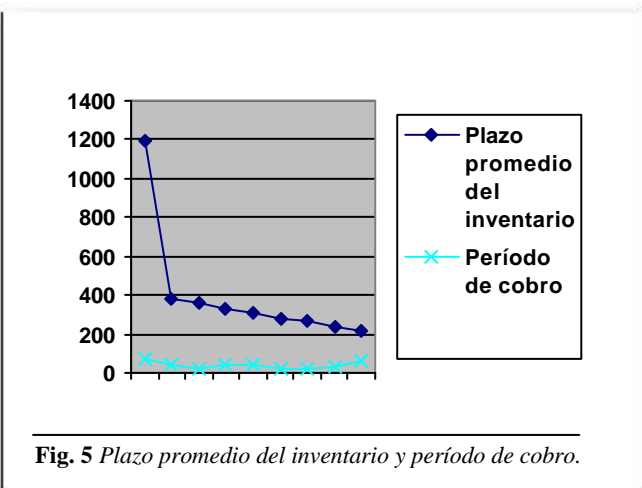 1400
1200
1000
800
600
400
200
0
Plazo
promedio
del
inventario
Período
de cobro
Fig. 5 Plazo promedio del inventario y período de cobro.